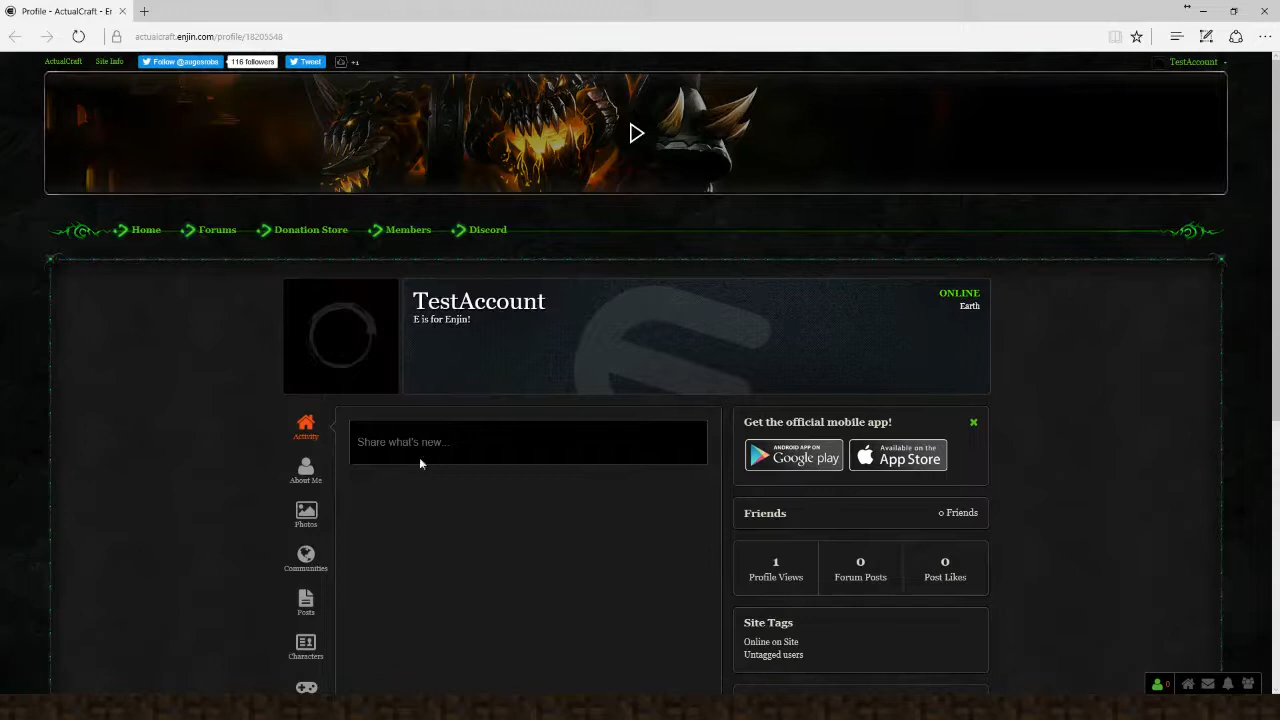 Profile - ActualCraft - Er
actualcraft.enjin.com/profile/18205548
ActualCraft
Site Info
Follow @augesrobs
116 followers
Tweet
+1
TestAccount
Home
Forums
Donation Store
Members
Discord
TestAccount
E is for Enjin!
ONLINE
Earth
Activity
About Me
Photos
Communities
Posts
Characters
Share what's new...
Get the official mobile app!
ANDROID APP ON
Google play
Available on the
App Store
Friends
0 Friends
1
Profile Views
0
Forum Posts
0
Post Likes
Site Tags
Online on Site
Untagged users
0